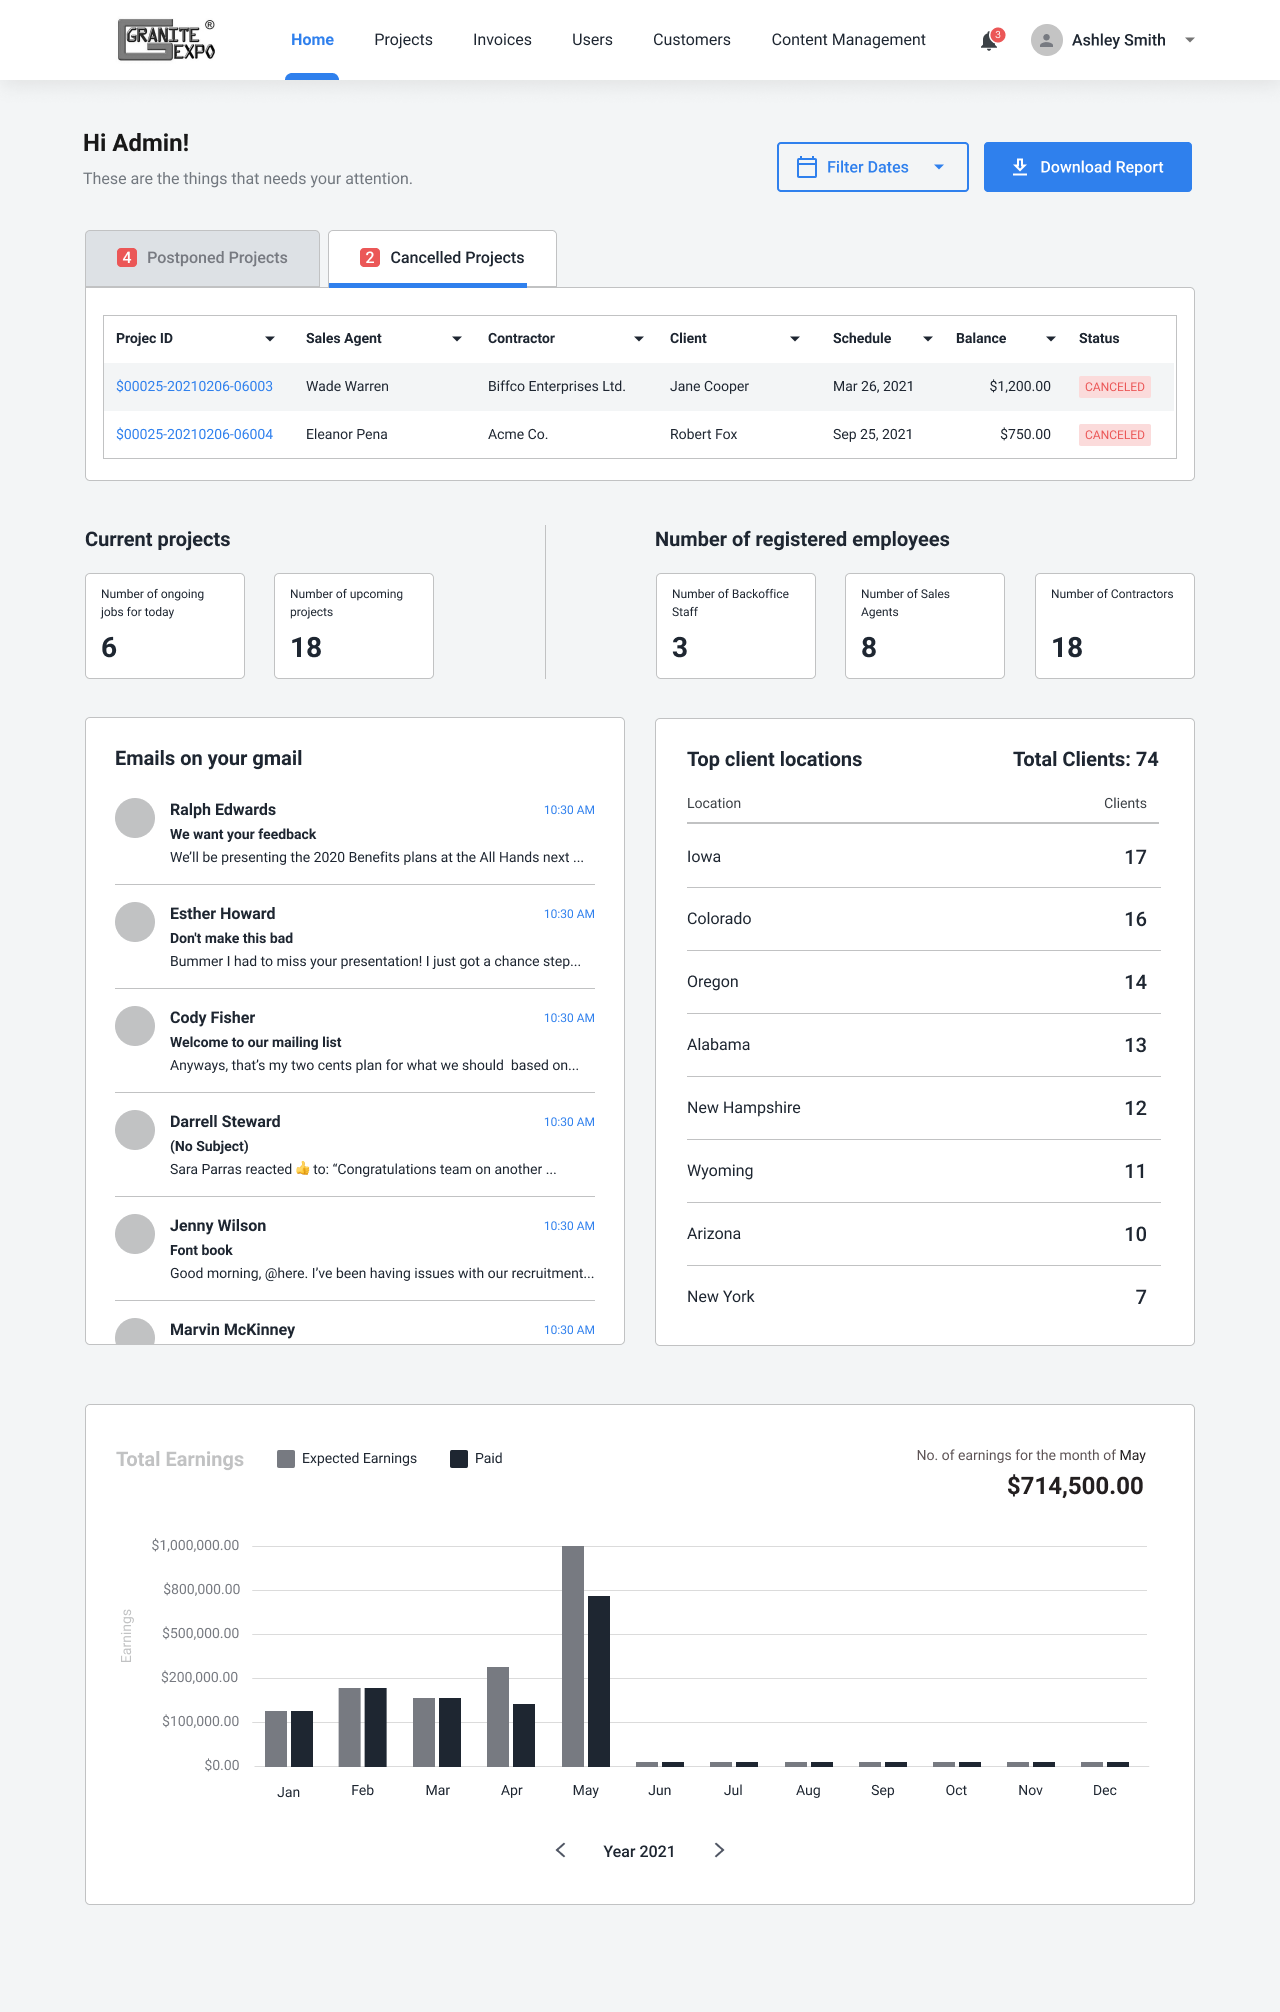 GRANITE EXPO ®
Home Projects Invoices Users Customers Content Management 3 Ashley Smith
Hi Admin!
These are the things that needs your attention.
Filter Dates Download Report
4 Postponed Projects 2 Cancelled Projects
Projec ID Sales Agent Contractor Client Schedule Balance Status
$00025-20210206-06003 Wade Warren Biffco Enterprises Ltd. Jane Cooper Mar 26, 2021 $1,200.00 CANCELED
$00025-20210206-06004 Eleanor Pena Acme Co. Robert Fox Sep 25, 2021 $750.00 CANCELED
Current projects
Number of ongoing
jobs for today
6
Number of upcoming
projects
18
Number of registered employees
Number of Backoffice
Staff
3
Number of Sales
Agents
8
Number of Contractors
18
Emails on your gmail
Ralph Edwards 10:30 AM
We want your feedback
We’ll be presenting the 2020 Benefits plans at the All Hands next ...
Esther Howard 10:30 AM
Don't make this bad
Bummer I had to miss your presentation! I just got a chance step...
Cody Fisher 10:30 AM
Welcome to our mailing list
Anyways, that’s my two cents plan for what we should  based on...
Darrell Steward 10:30 AM
(No Subject)
Sara Parras reacted 👍 to: “Congratulations team on another ...
Jenny Wilson 10:30 AM
Font book
Good morning, @here. I’ve been having issues with our recruitment...
Marvin McKinney 10:30 AM
Top client locations Total Clients: 74
Location Clients
Iowa 17
Colorado 16
Oregon 14
Alabama 13
New Hampshire 12
Wyoming 11
Arizona 10
New York 7
Total Earnings Expected Earnings Paid
No. of earnings for the month of May
$714,500.00
Earnings
$1,000,000.00
$800,000.00
$500,000.00
$200,000.00
$100,000.00
$0.00
Jan Feb Mar Apr May Jun Jul Aug Sep Oct Nov Dec
Year 2021